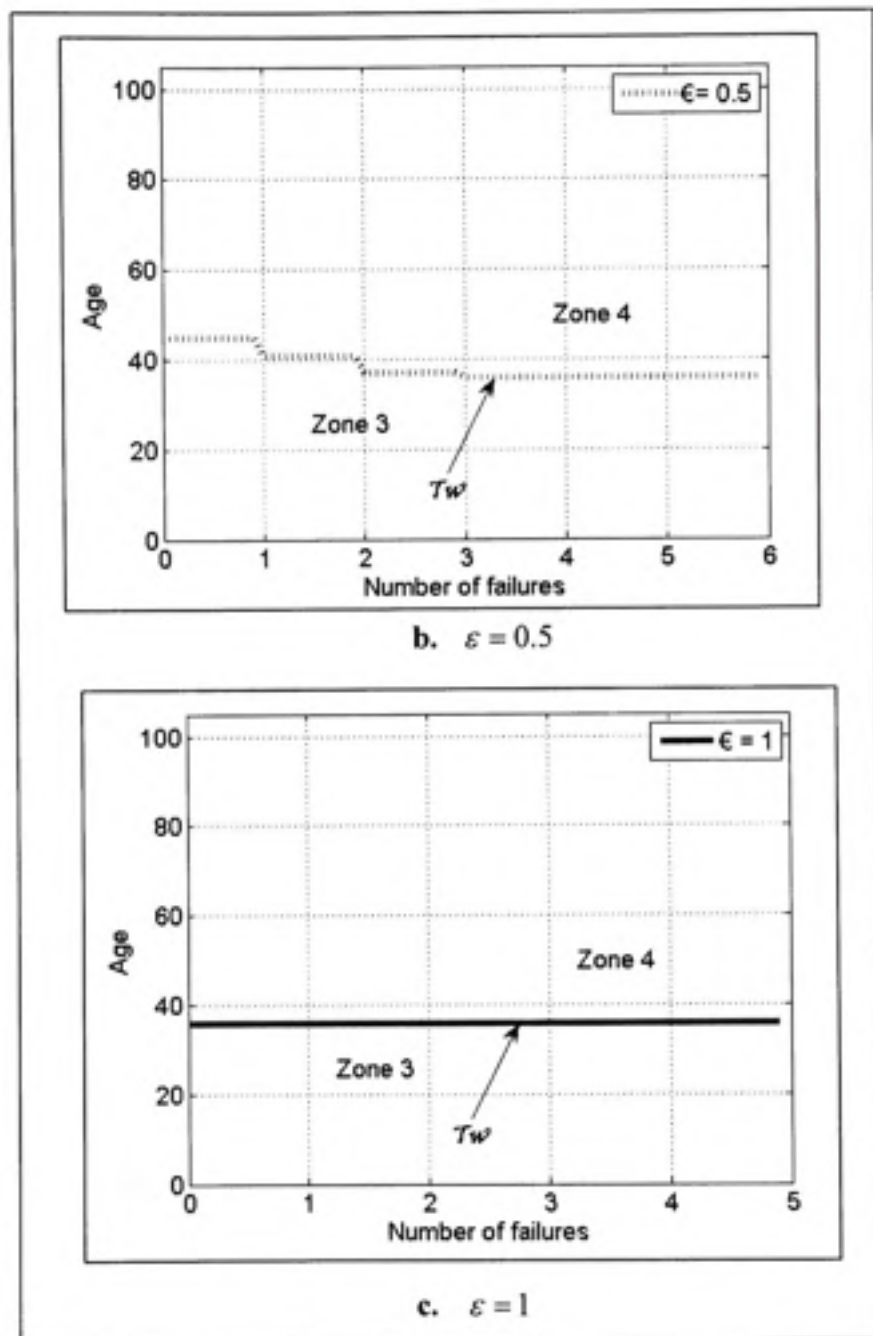 €= 0.5
100
80
60
40
20
0
Age
Zone 4
Zone 3
Tw
0 1 2 3 4 5 6
Number of failures
b. ε = 0.5
€ = 1
100
80
60
40
20
0
Age
Zone 4
Zone 3
Tw
0 1 2 3 4 5
Number of failures
c. ε = 1